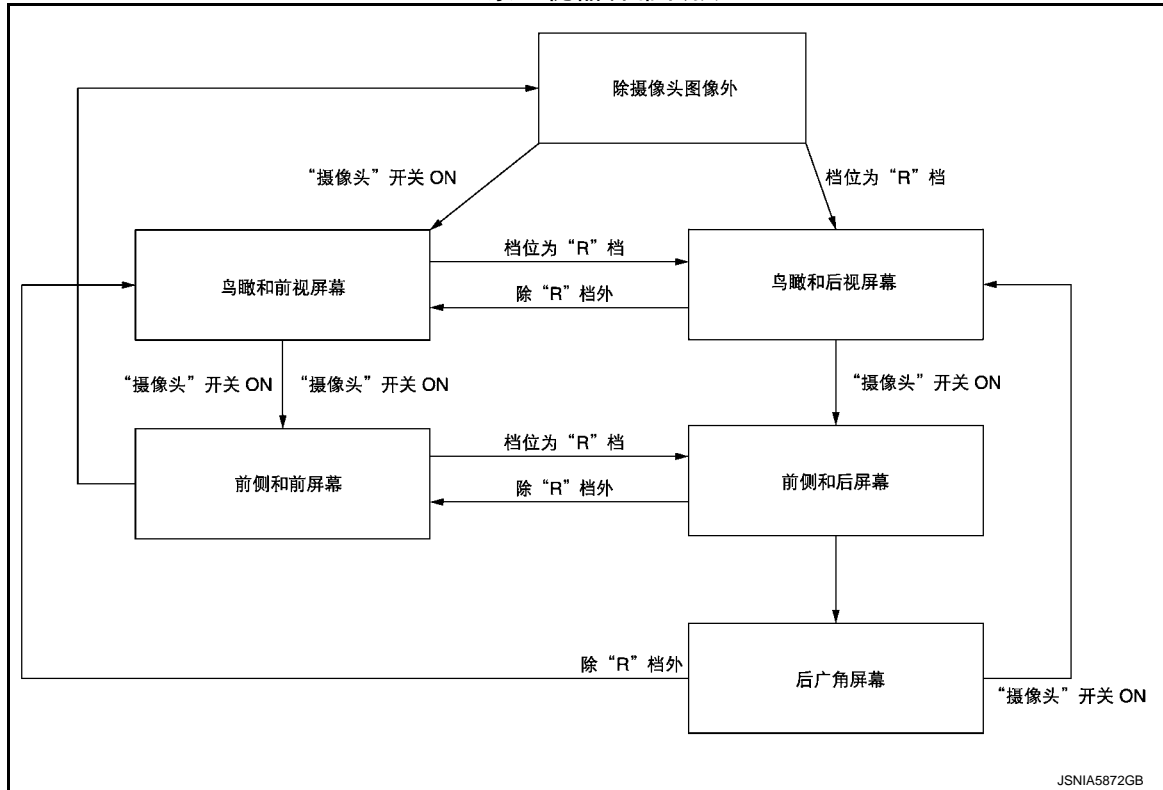 除摄像头图像外
“摄像头”开关 ON
档位为“R”档
鸟瞰和前视屏幕
档位为“R”档
除“R”档外
鸟瞰和后视屏幕
“摄像头”开关 ON
“摄像头”开关 ON
“摄像头”开关 ON
前侧和前屏幕
档位为“R”档
除“R”档外
前侧和后屏幕
除“R”档外
后广角屏幕
“摄像头”开关 ON
JSNIA5872GB